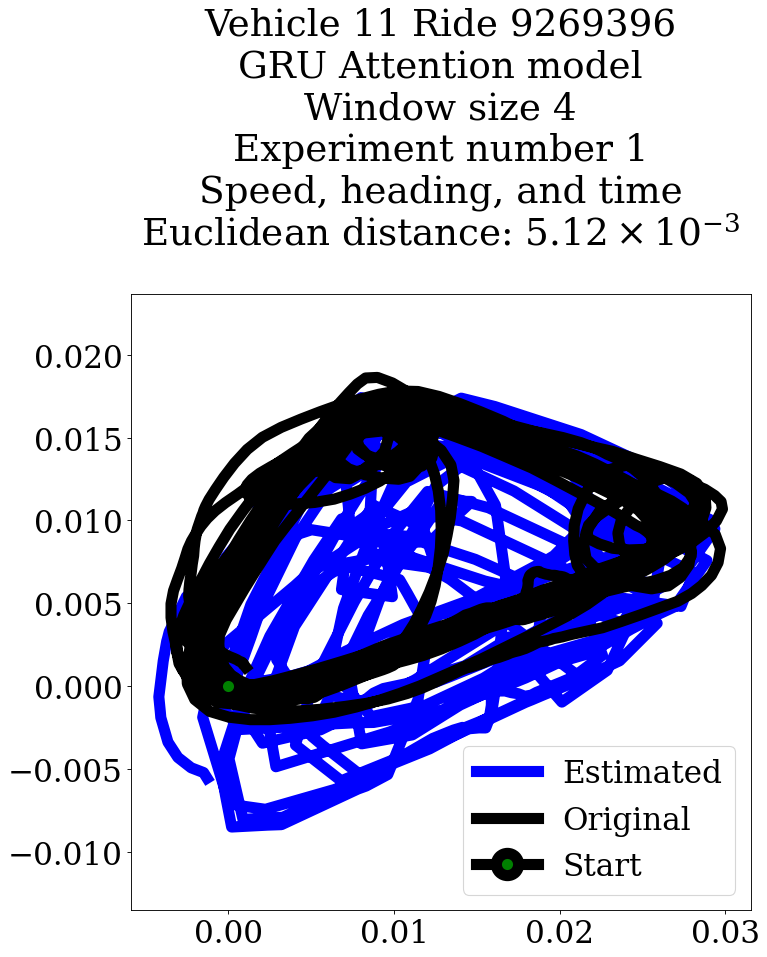 Vehicle 11 Ride 9269396
GRU Attention model
Window size 4
Experiment number 1
Speed, heading, and time
Euclidean distance: 5.12 × 10⁻³
0.020
0.015
0.010
0.005
0.000
−0.005
−0.010
Estimated
Original
Start
0.00 0.01 0.02 0.03